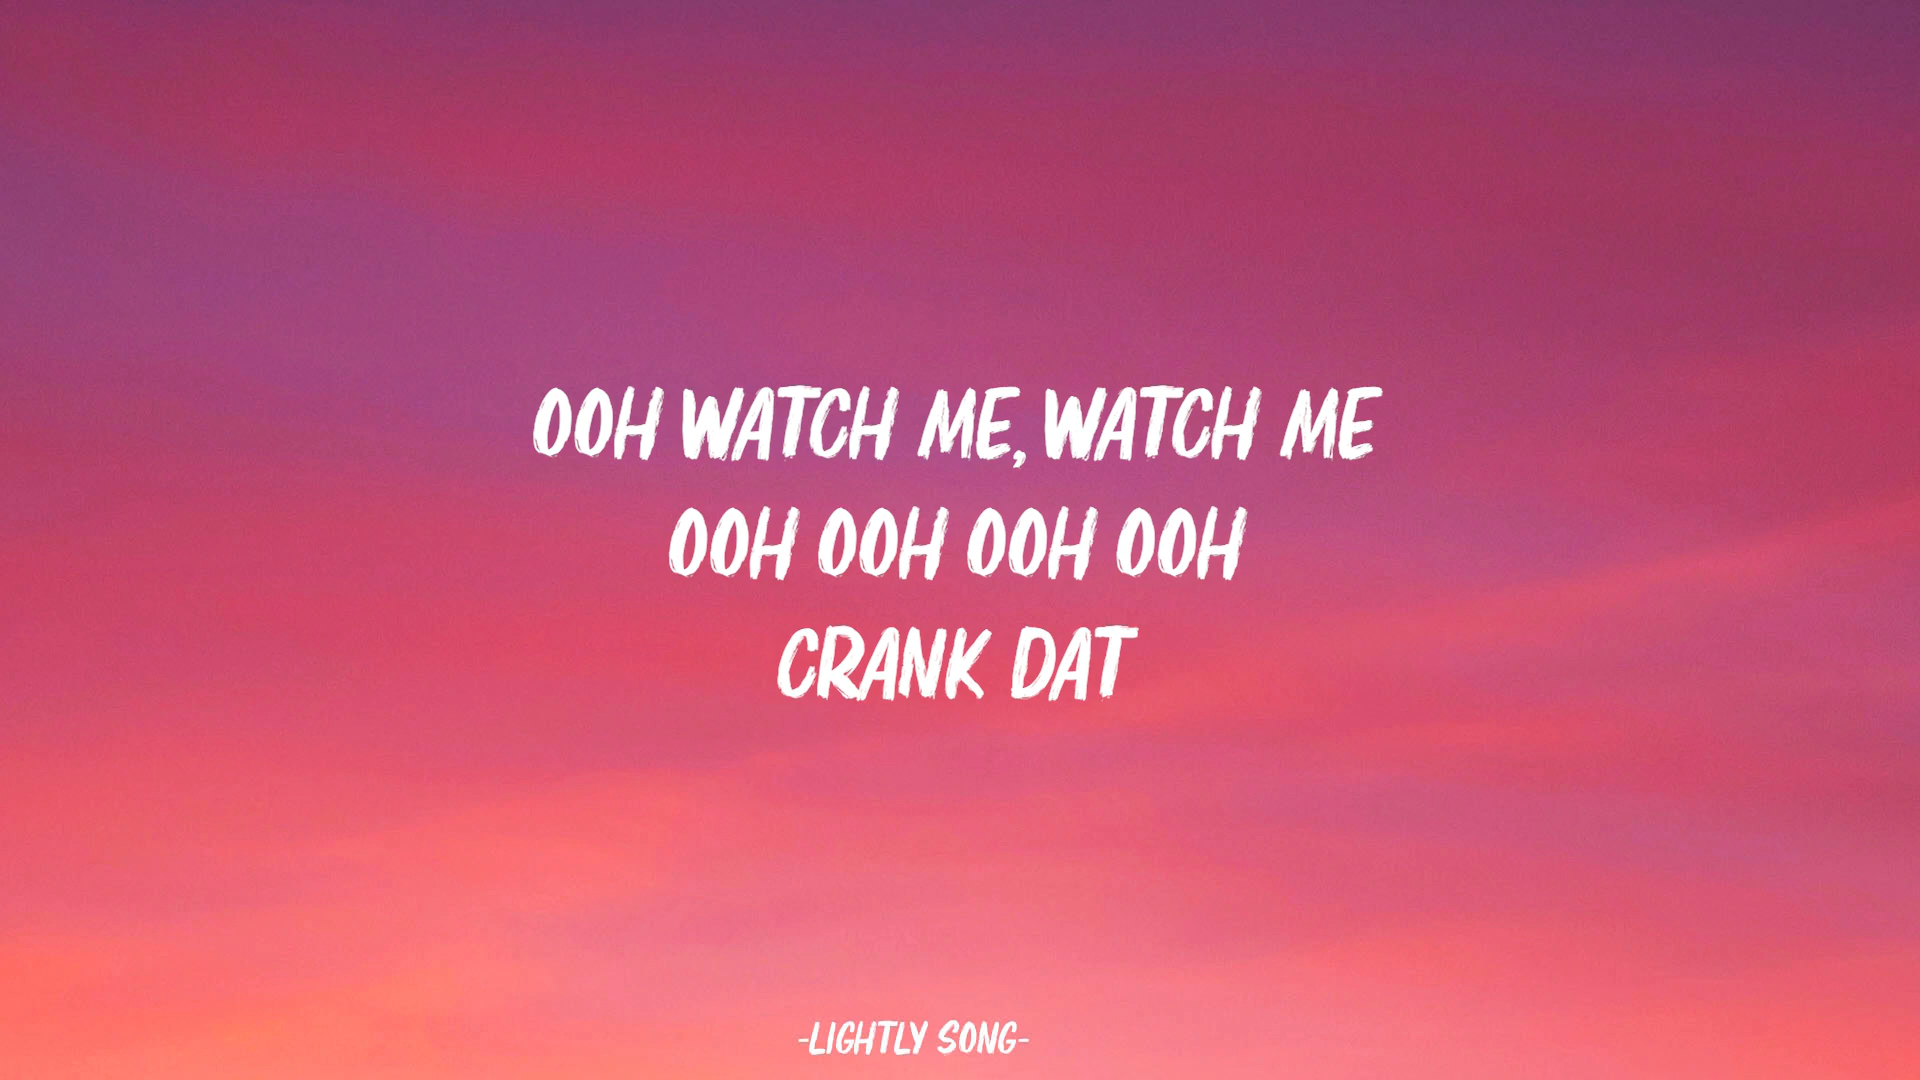 OOH WATCH ME, WATCH ME
OOH OOH OOH OOH
CRANK DAT
-LIGHTLY SONG-